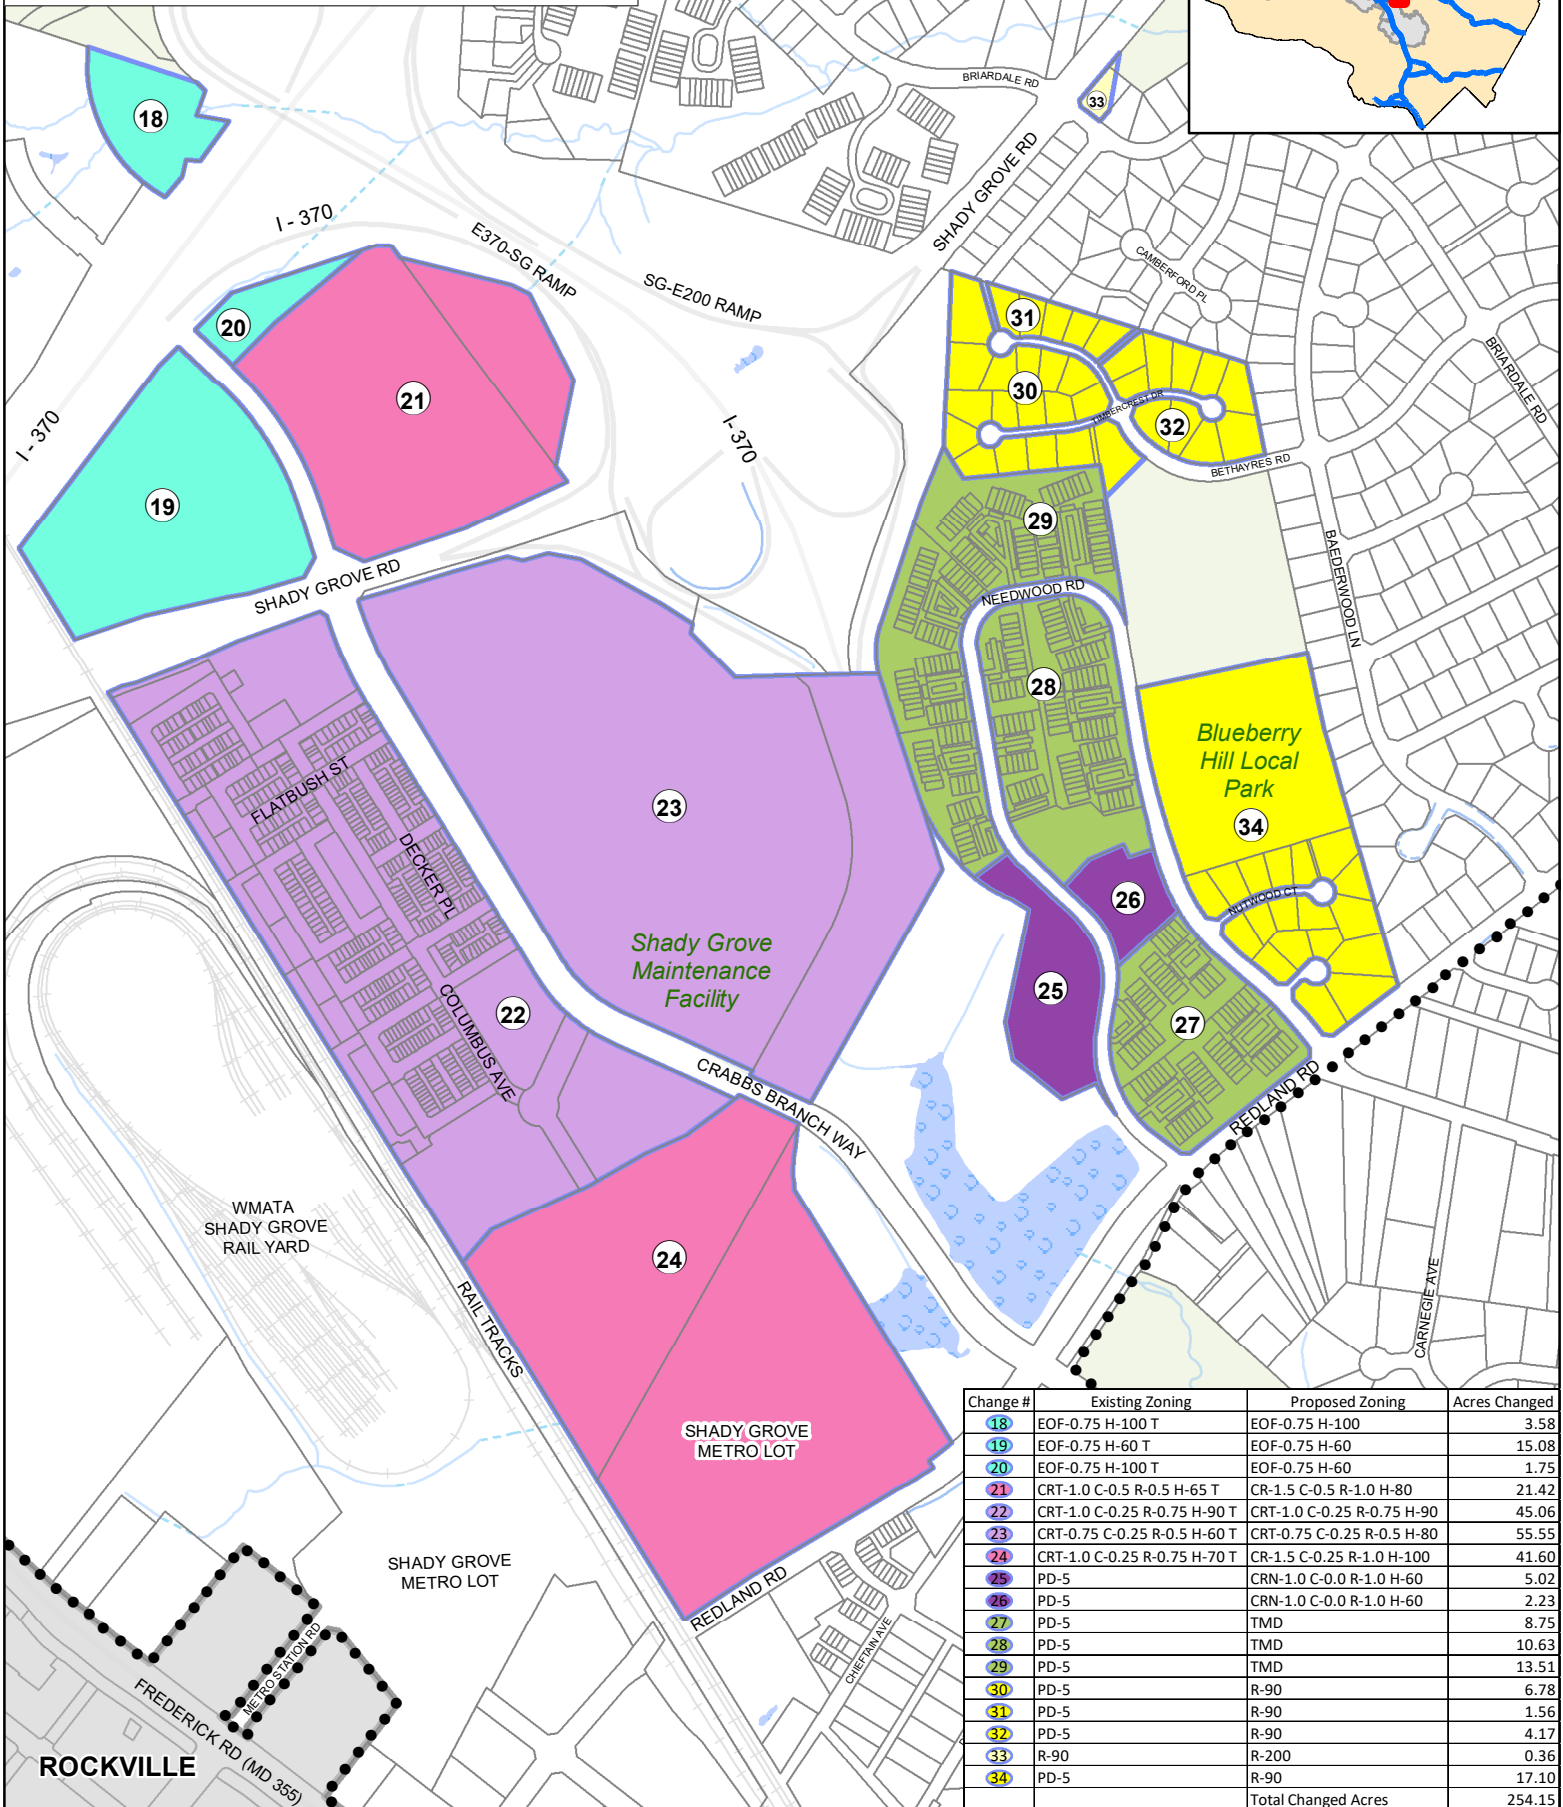 18
33
BRIARDALE RD
SHADY GROVE RD
I - 370
E370-SG RAMP
SG-E200 RAMP
CAMBERFORD PL
20
21
31
30
TIMBERCREST DR
32
BRIARDALE RD
I - 370
I - 370
BETHAYRES RD
19
29
SHADY GROVE RD
NEEDWOOD RD
BAEDERWOOD LN
28
FLATBUSH ST
Blueberry
Hill Local
Park
34
23
DECKER PL
26
NUTWOOD CT
Shady Grove
Maintenance
Facility
25
22
COLUMBUS AVE
27
CRABBS BRANCH WAY
REDLAND RD
WMATA
SHADY GROVE
RAIL YARD
24
RAIL TRACKS
CARNEGIE AVE
SHADY GROVE
METRO LOT
SHADY GROVE
METRO LOT
REDLAND RD
CHIEFTAIN AVE
METRO STATION RD
FREDERICK RD (MD 355)
ROCKVILLE
Change # Existing Zoning Proposed Zoning Acres Changed
18 EOF-0.75 H-100 T EOF-0.75 H-100 3.58
19 EOF-0.75 H-60 T EOF-0.75 H-60 15.08
20 EOF-0.75 H-100 T EOF-0.75 H-60 1.75
21 CRT-1.0 C-0.5 R-0.5 H-65 T CR-1.5 C-0.5 R-1.0 H-80 21.42
22 CRT-1.0 C-0.25 R-0.75 H-90 T CRT-1.0 C-0.25 R-0.75 H-90 45.06
23 CRT-0.75 C-0.25 R-0.5 H-60 T CRT-0.75 C-0.25 R-0.5 H-80 55.55
24 CRT-1.0 C-0.25 R-0.75 H-70 T CR-1.5 C-0.25 R-1.0 H-100 41.60
25 PD-5 CRN-1.0 C-0.0 R-1.0 H-60 5.02
26 PD-5 CRN-1.0 C-0.0 R-1.0 H-60 2.23
27 PD-5 TMD 8.75
28 PD-5 TMD 10.63
29 PD-5 TMD 13.51
30 PD-5 R-90 6.78
31 PD-5 R-90 1.56
32 PD-5 R-90 4.17
33 R-90 R-200 0.36
34 PD-5 R-90 17.10
Total Changed Acres 254.15